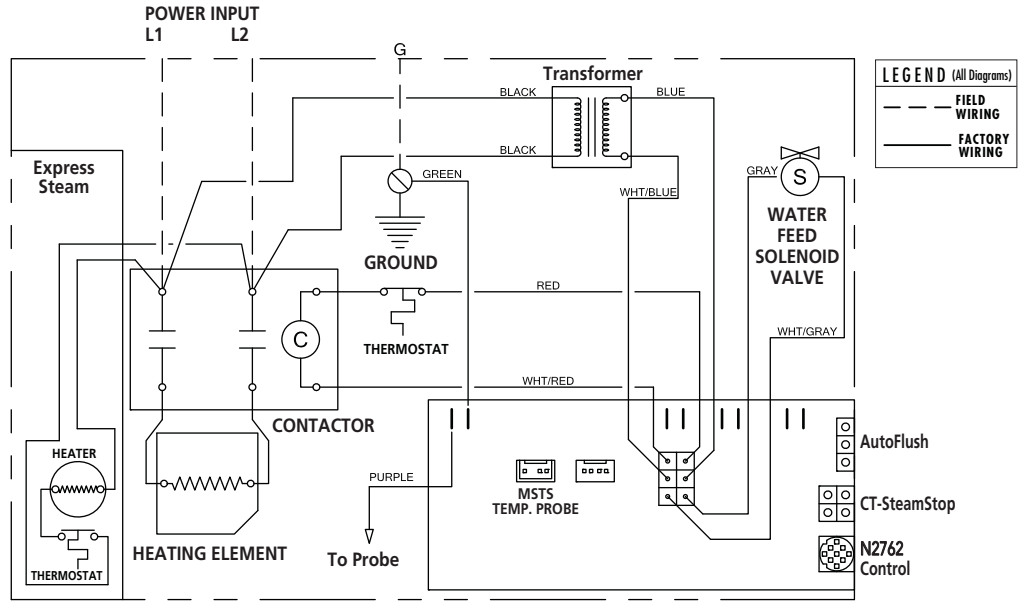 POWER INPUT
L1 L2
G
Transformer
BLACK
BLUE
LEGEND (All Diagrams)
FIELD
WIRING
FACTORY
WIRING
BLACK
Express
Steam
GREEN
WHT/BLUE
GRAY
S
WATER
FEED
SOLENOID
VALVE
GROUND
RED
C
THERMOSTAT
WHT/GRAY
WHT/RED
CONTACTOR
HEATER
AutoFlush
PURPLE
MSTS
TEMP. PROBE
CT-SteamStop
HEATING ELEMENT
To Probe
N2762
Control
THERMOSTAT